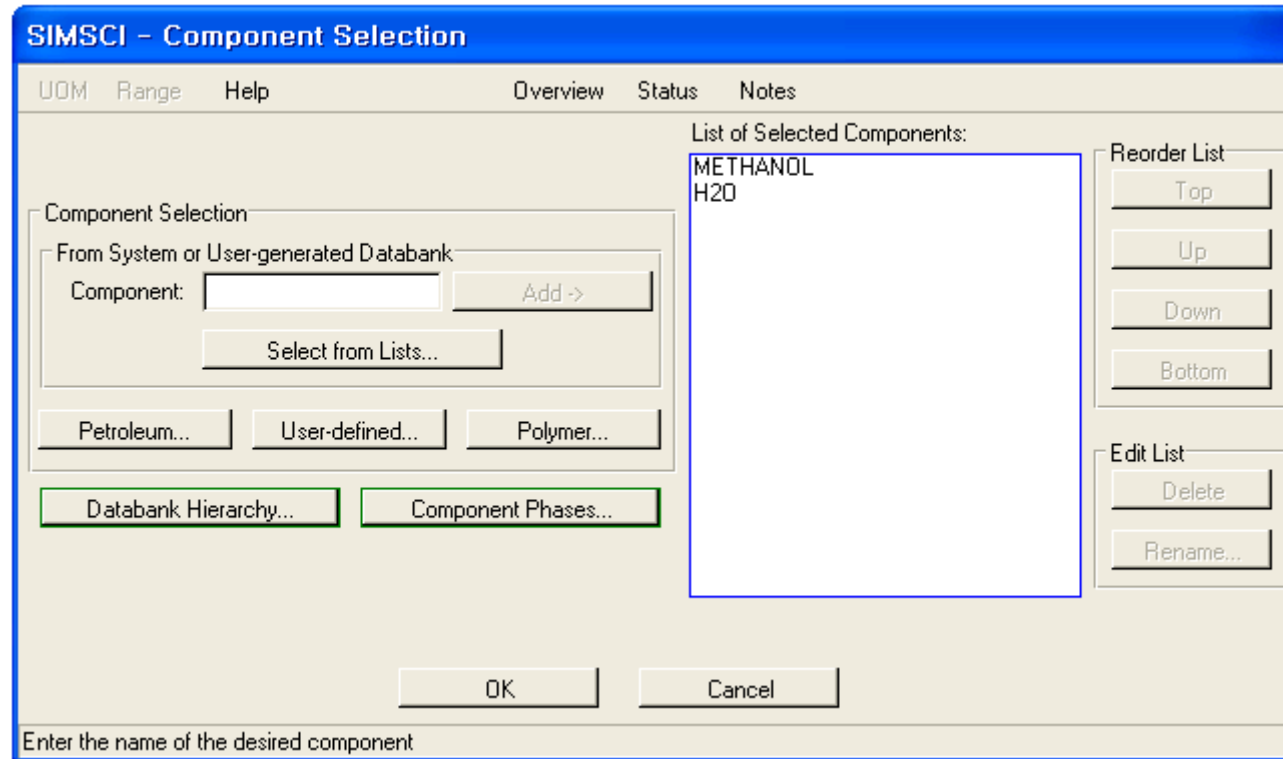 SIMSCI - Component Selection
UOM Range Help Overview Status Notes
List of Selected Components:
METHANOL
H2O
Component Selection
From System or User-generated Databank
Component: Add ->
Select from Lists...
Petroleum... User-defined... Polymer...
Databank Hierarchy... Component Phases...
Reorder List
Top
Up
Down
Bottom
Edit List
Delete
Rename...
OK Cancel
Enter the name of the desired component